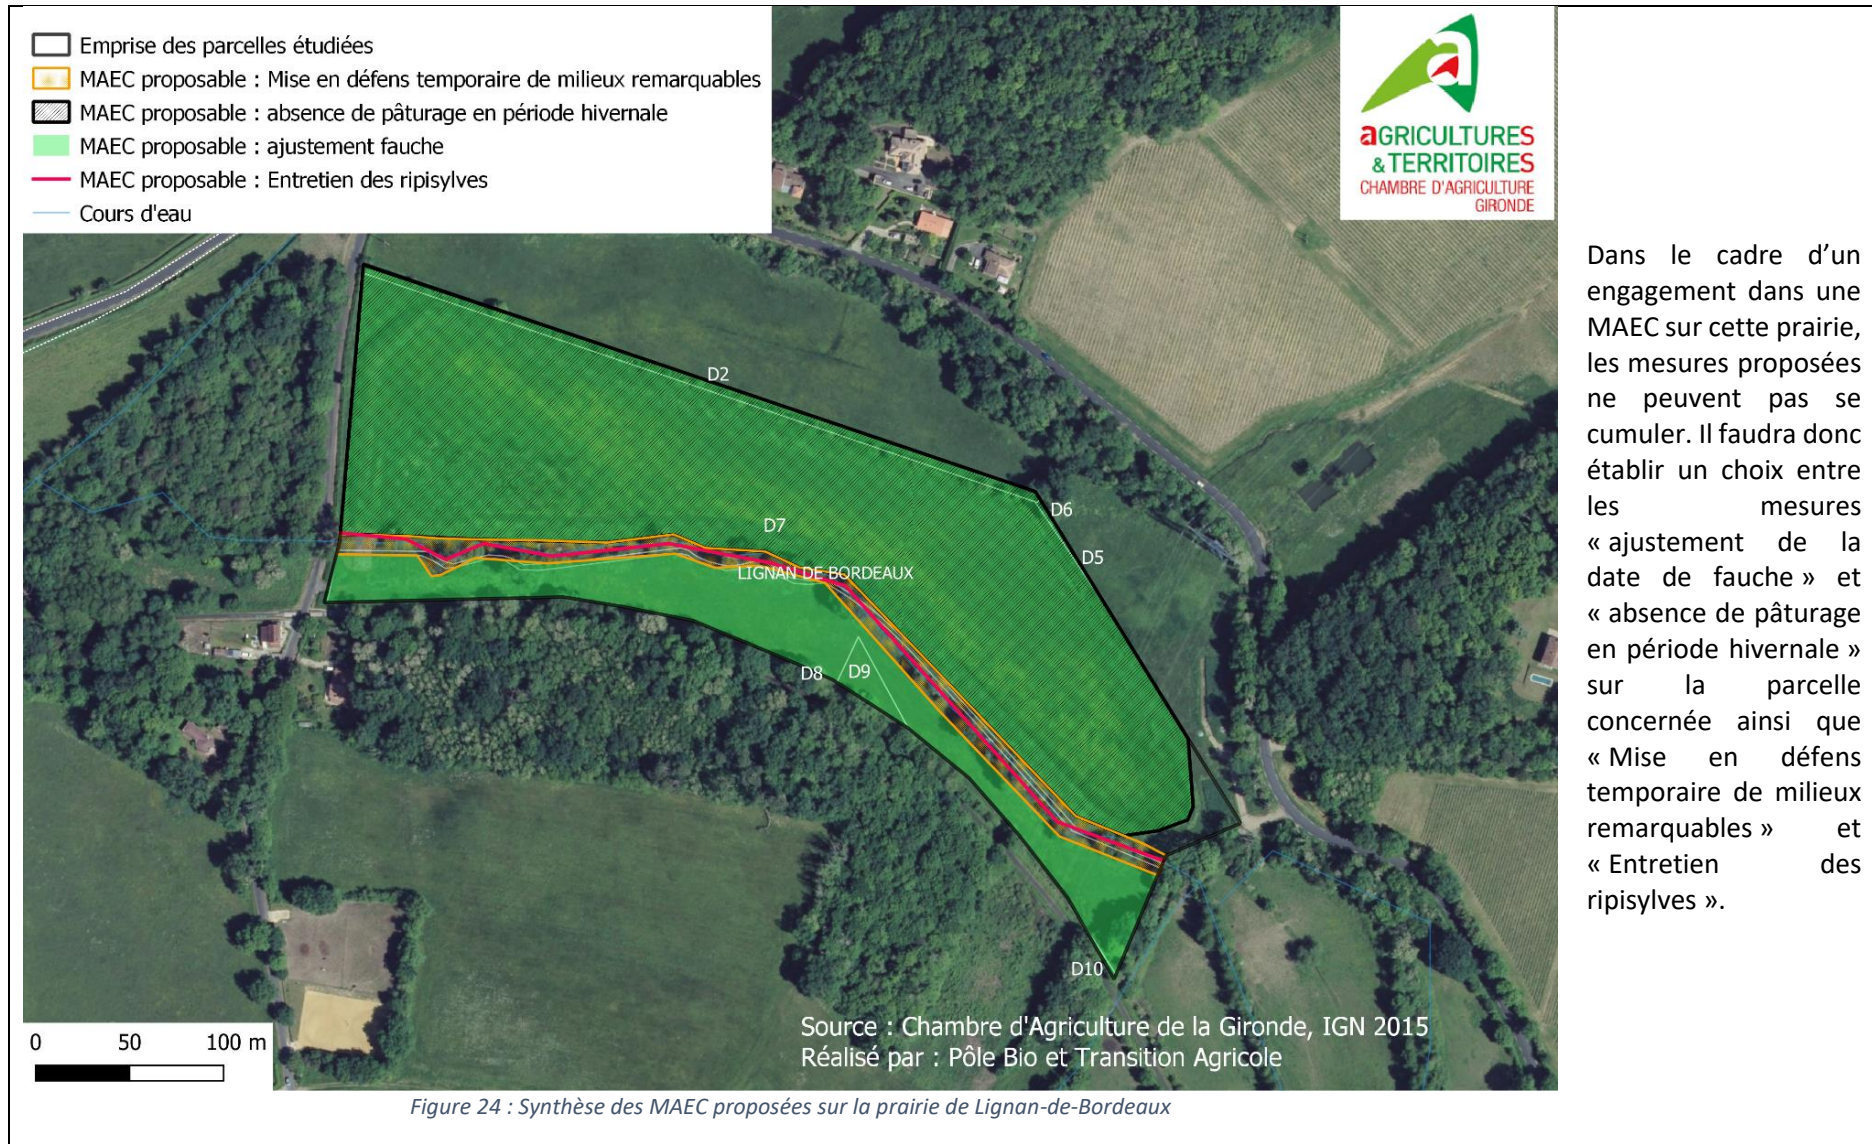 Emprise des parcelles étudiées
MAEC proposable : Mise en défens temporaire de milieux remarquables
MAEC proposable : absence de pâturage en période hivernale
MAEC proposable : ajustement fauche
MAEC proposable : Entretien des ripisylves
Cours d'eau
aGRICULTURES
& TERRITOIRES
CHAMBRE D'AGRICULTURE
GIRONDE
D2
D6
D5
D7
LIGNAN DE BORDEAUX
D8
D9
D10
0 50 100 m
Source : Chambre d'Agriculture de la Gironde, IGN 2015
Réalisé par : Pôle Bio et Transition Agricole
Figure 24 : Synthèse des MAEC proposées sur la prairie de Lignan-de-Bordeaux
Dans le cadre d'un
engagement dans une
MAEC sur cette prairie,
les mesures proposées
ne peuvent pas se
cumuler. Il faudra donc
établir un choix entre
les mesures
« ajustement de la
date de fauche » et
« absence de pâturage
en période hivernale »
sur la parcelle
concernée ainsi que
« Mise en défens
temporaire de milieux
remarquables » et
« Entretien des
ripisylves ».